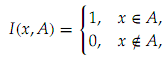 I(x, A) = { 1, x ∈ A,
0, x ∉ A,